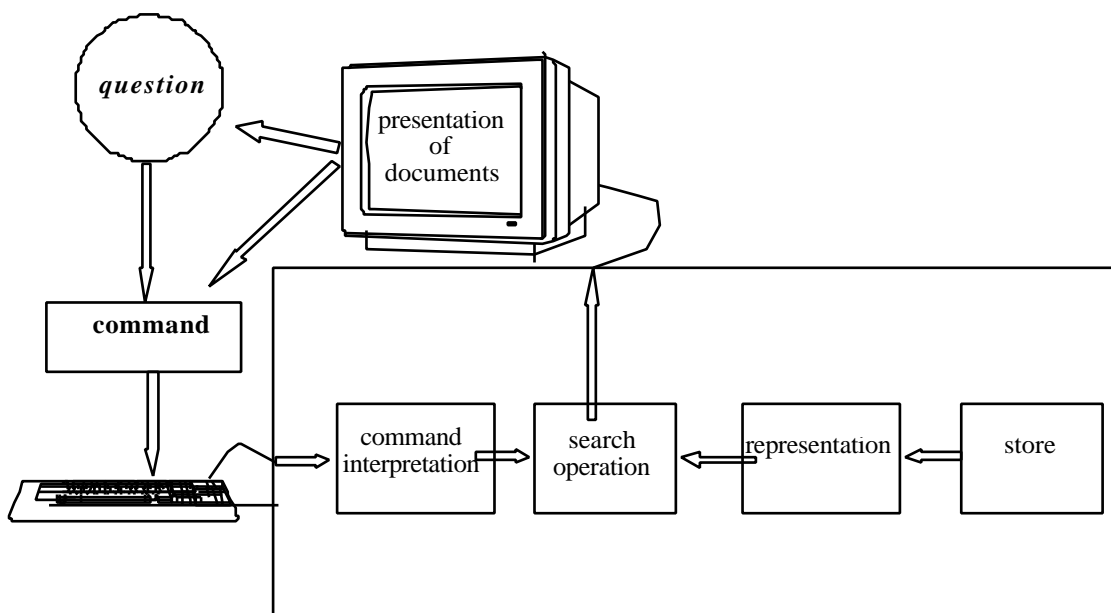 question
presentation
of
documents
command
command
interpretation
search
operation
representation
store